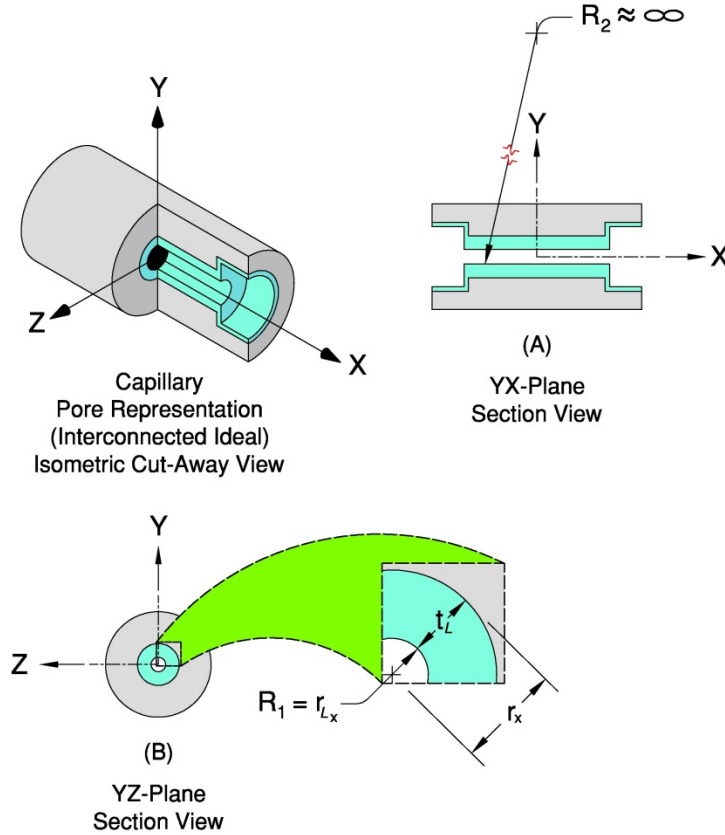 R₂ ≈ ∞
Y
Z
X
Capillary
Pore Representation
(Interconnected Ideal)
Isometric Cut-Away View
Y
X
(A)
YX-Plane
Section View
Y
Z
t_L
R₁ = r_Lₓ
rₓ
(B)
YZ-Plane
Section View